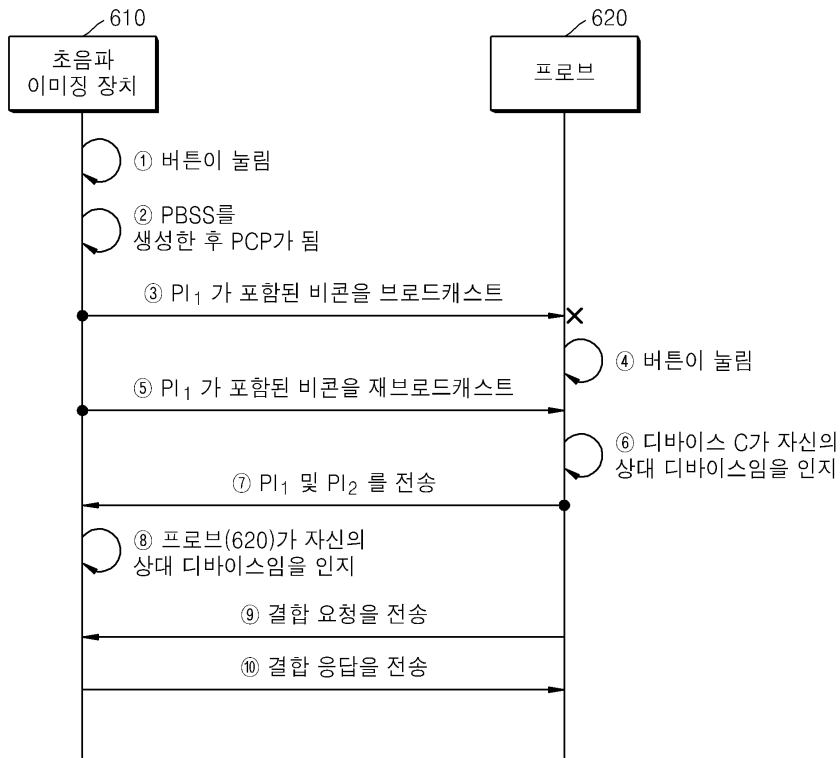 610
초음파
이미징 장치
620
프로브
① 버튼이 눌림
② PBSS를
생성한 후 PCP가 됨
③ PI₁ 가 포함된 비콘을 브로드캐스트
④ 버튼이 눌림
⑤ PI₁ 가 포함된 비콘을 재브로드캐스트
⑥ 디바이스 C가 자신의
상대 디바이스임을 인지
⑦ PI₁ 및 PI₂ 를 전송
⑧ 프로브(620)가 자신의
상대 디바이스임을 인지
⑨ 결합 요청을 전송
⑩ 결합 응답을 전송